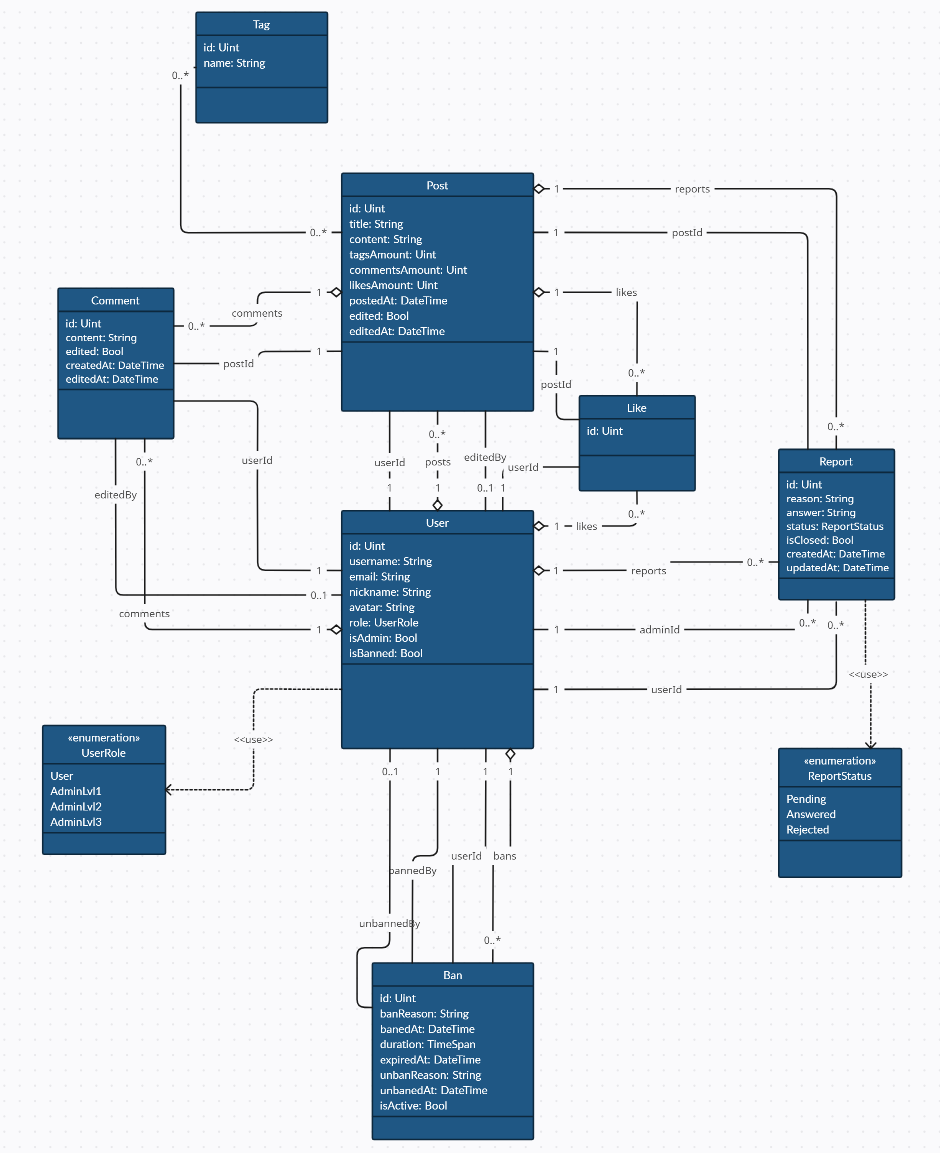 Tag
id: Uint
name: String
0..*
0..*
Post
id: Uint
title: String
content: String
tagsAmount: Uint
commentsAmount: Uint
likesAmount: Uint
postedAt: DateTime
edited: Bool
editedAt: DateTime
1
reports
0..*
1
postId
1
likes
0..*
1
postId
1
comments
0..*
1
postId
Comment
id: Uint
content: String
edited: Bool
createdAt: DateTime
editedAt: DateTime
Like
id: Uint
userId
1
posts
0..*
1
editedBy
0..1
userId
1
userId
1
editedBy
0..1
0..*
comments
1
0..*
likes
1
Report
id: Uint
reason: String
answer: String
status: ReportStatus
isClosed: Bool
createdAt: DateTime
updatedAt: DateTime
User
id: Uint
username: String
email: String
nickname: String
avatar: String
role: UserRole
isAdmin: Bool
isBanned: Bool
1
reports
0..*
1
adminId
0..*
1
userId
0..*
<<use>>
<<use>>
«enumeration»
UserRole
User
AdminLvl1
AdminLvl2
AdminLvl3
«enumeration»
ReportStatus
Pending
Answered
Rejected
0..1
1
1
1
userId
bans
bannedBy
unbannedBy
0..*
Ban
id: Uint
banReason: String
banedAt: DateTime
duration: TimeSpan
expiredAt: DateTime
unbanReason: String
unbanedAt: DateTime
isActive: Bool